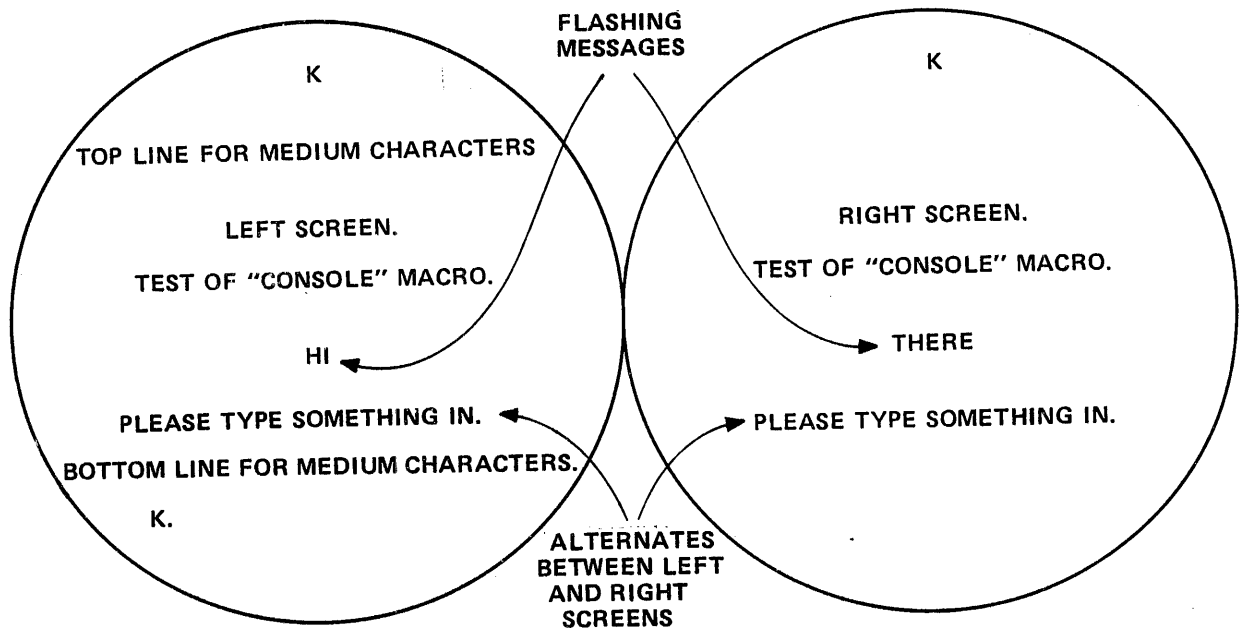 FLASHING
MESSAGES
K
TOP LINE FOR MEDIUM CHARACTERS
LEFT SCREEN.
TEST OF "CONSOLE" MACRO.
HI
PLEASE TYPE SOMETHING IN.
BOTTOM LINE FOR MEDIUM CHARACTERS.
K.
K
RIGHT SCREEN.
TEST OF "CONSOLE" MACRO.
THERE
PLEASE TYPE SOMETHING IN.
ALTERNATES
BETWEEN LEFT
AND RIGHT
SCREENS